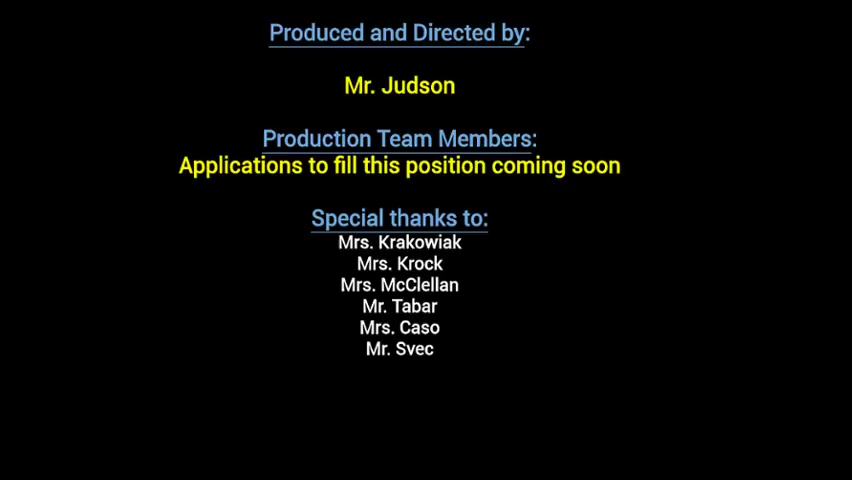 Produced and Directed by:
Mr. Judson
Production Team Members:
Applications to fill this position coming soon
Special thanks to:
Mrs. Krakowiak
Mrs. Krock
Mrs. McClellan
Mr. Tabar
Mrs. Caso
Mr. Svec